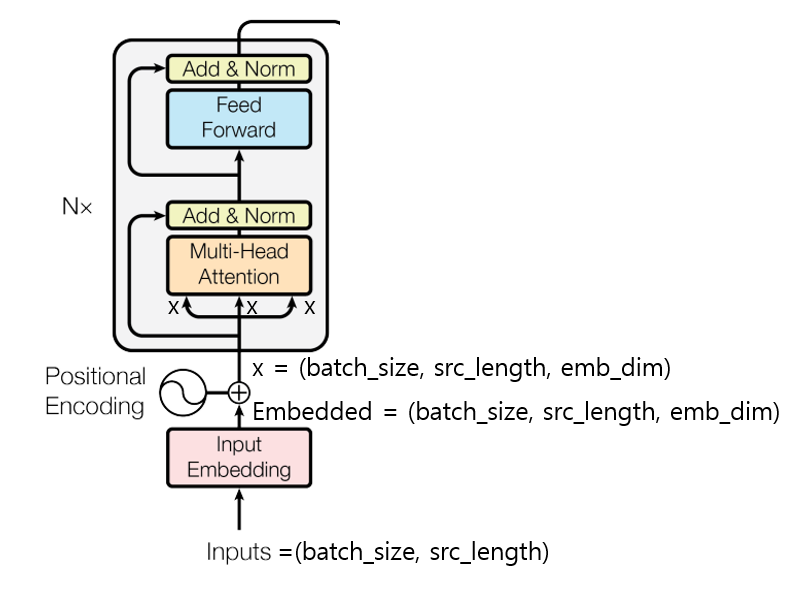 Add & Norm
Feed
Forward
N×
Add & Norm
Multi-Head
Attention
x x x
x = (batch_size, src_length, emb_dim)
Positional
Encoding
Embedded = (batch_size, src_length, emb_dim)
Input
Embedding
Inputs =(batch_size, src_length)